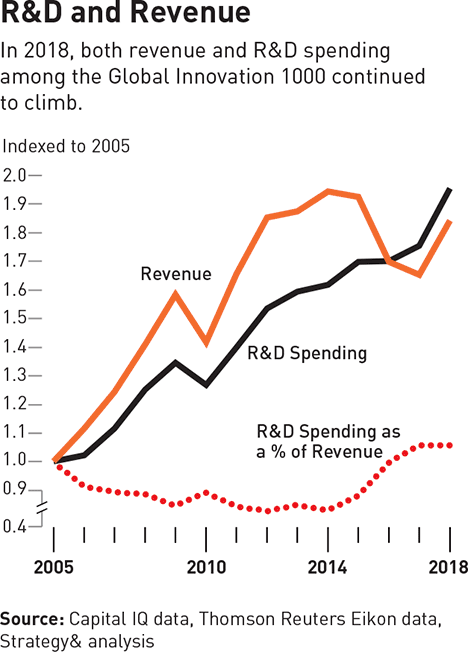 R&D and Revenue
In 2018, both revenue and R&D spending
among the Global Innovation 1000 continued
to climb.
Indexed to 2005
2.0
1.9
1.8
1.7
1.6
1.5
1.4
1.3
1.2
1.1
1.0
0.9
0.4
Revenue
R&D Spending
R&D Spending as
a % of Revenue
2005
2010
2014
2018
Source: Capital IQ data, Thomson Reuters Eikon data,
Strategy& analysis